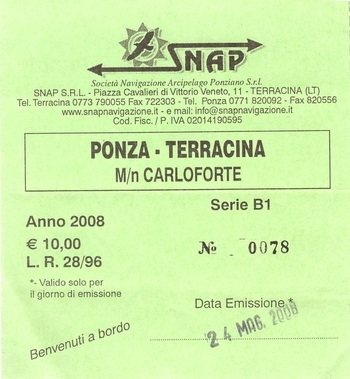 SNAP
Società Navigazione Arcipelago Ponziano S.r.l.
SNAP S.R.L. - Piazza Cavalieri di Vittorio Veneto, 11 - TERRACINA (LT)
Tel. Terracina 0773 790055 Fax 722303 - Tel. Ponza 0771 820092 - Fax 820556
www.snapnavigazione.it - e mail: info@snapnavigazione.it
Cod. Fisc. / P. IVA 02014190595
PONZA - TERRACINA
M/n CARLOFORTE
Serie B1
Anno 2008
€ 10,00
№ 0078
L. R. 28/96
*- Valido solo per
il giorno di emissione
Data Emissione *
24 MAG. 2008
Benvenuti a bordo